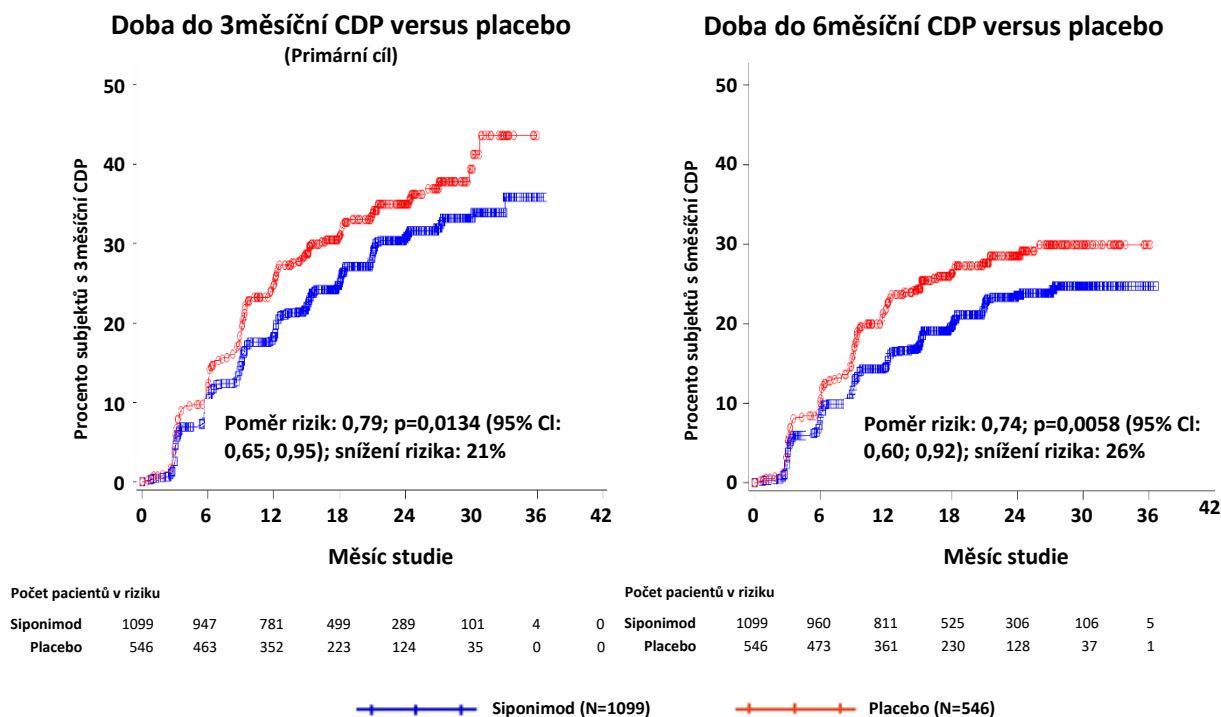 Doba do 3měsíční CDP versus placebo
(Primární cíl)
Procento subjektů s 3měsíční CDP
50
40
30
20
10
0
Poměr rizik: 0,79; p=0,0134 (95% CI:
0,65; 0,95); snížení rizika: 21%
0 6 12 18 24 30 36 42
Měsíc studie
Počet pacientů v riziku
Siponimod 1099 947 781 499 289 101 4 0
Placebo 546 463 352 223 124 35 0 0
Doba do 6měsíční CDP versus placebo
Procento subjektů s 6měsíční CDP
50
40
30
20
10
0
Poměr rizik: 0,74; p=0,0058 (95% CI:
0,60; 0,92); snížení rizika: 26%
0 6 12 18 24 30 36 42
Měsíc studie
Počet pacientů v riziku
Siponimod 1099 960 811 525 306 106 5
Placebo 546 473 361 230 128 37 1
Siponimod (N=1099) Placebo (N=546)